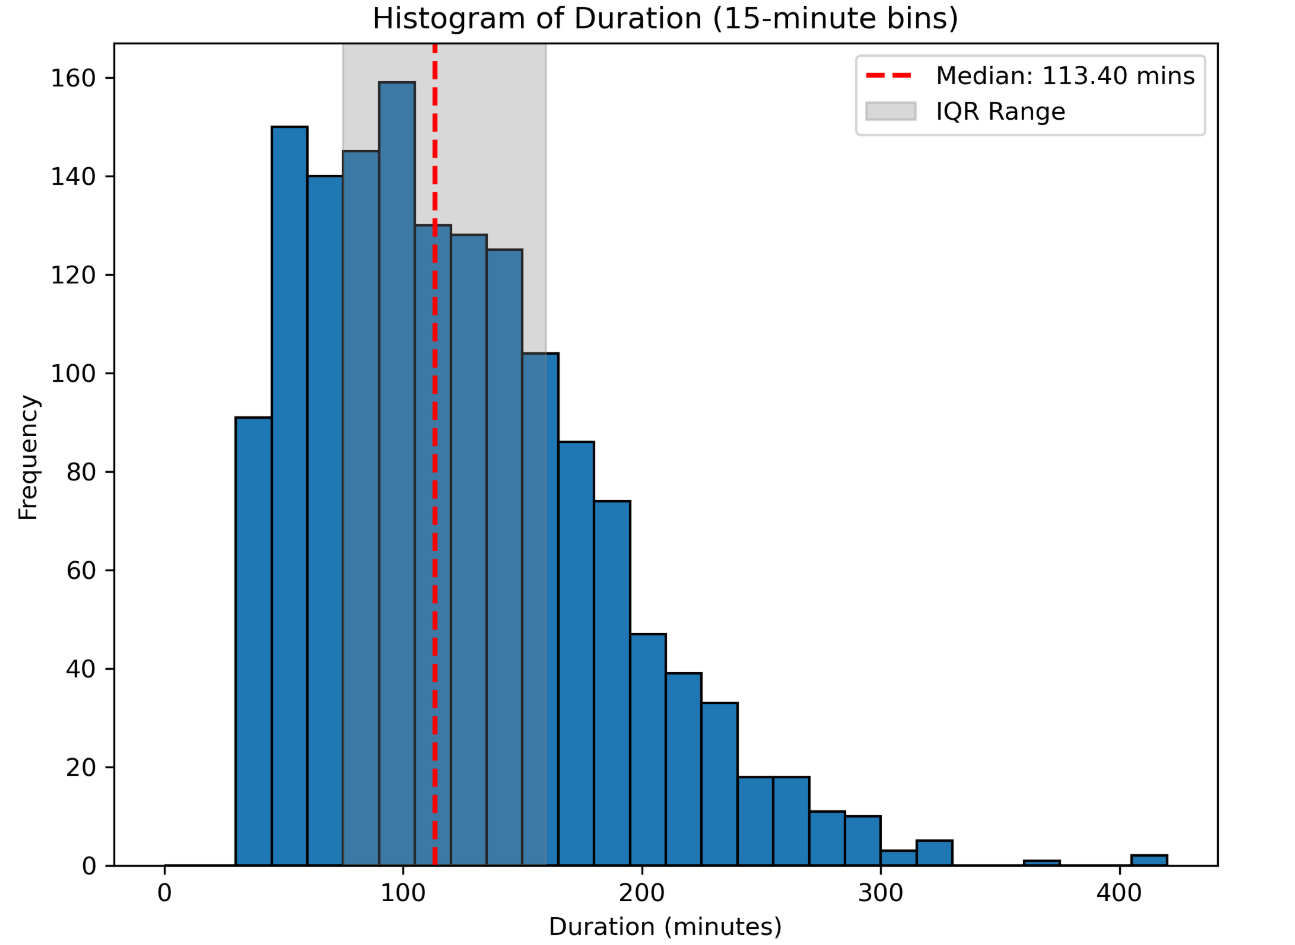 Histogram of Duration (15-minute bins)
Median: 113.40 mins
IQR Range
160
140
120
100
80
60
40
20
0
Frequency
0 100 200 300 400
Duration (minutes)